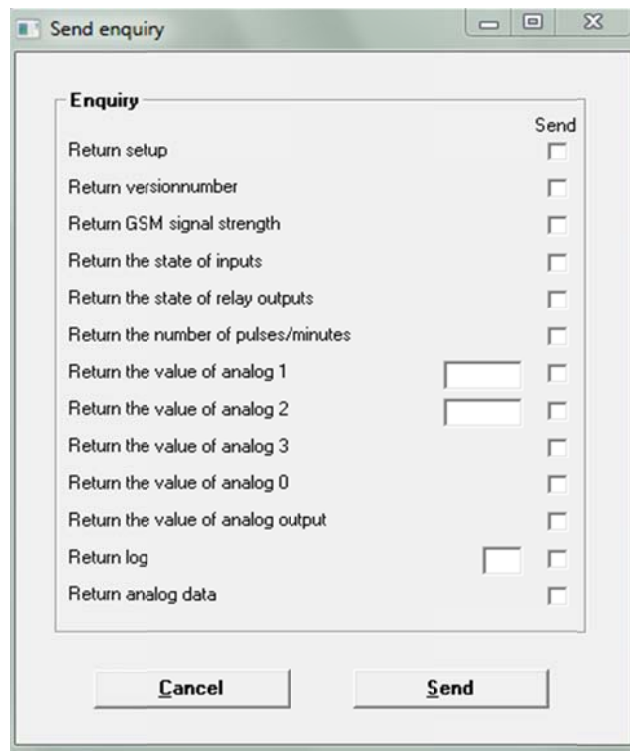 Send enquiry
Enquiry
Send
Return setup
Return versionnumber
Return GSM signal strength
Return the state of inputs
Return the state of relay outputs
Return the number of pulses/minutes
Return the value of analog 1
Return the value of analog 2
Return the value of analog 3
Return the value of analog 0
Return the value of analog output
Return log
Return analog data
Cancel
Send